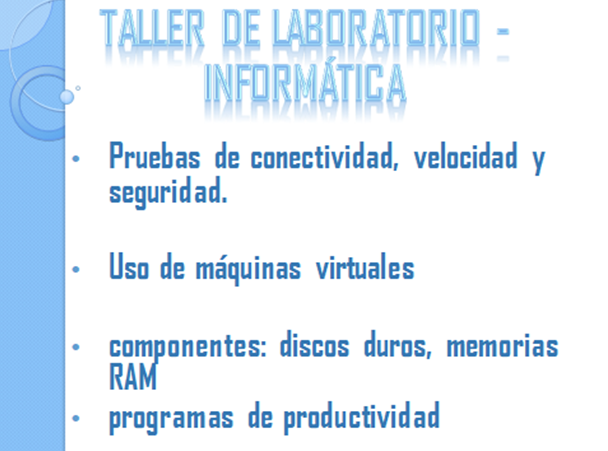 TALLER DE LABORATORIO -
INFORMÁTICA
• Pruebas de conectividad, velocidad y
seguridad.
• Uso de máquinas virtuales
• componentes: discos duros, memorias
RAM
• programas de productividad